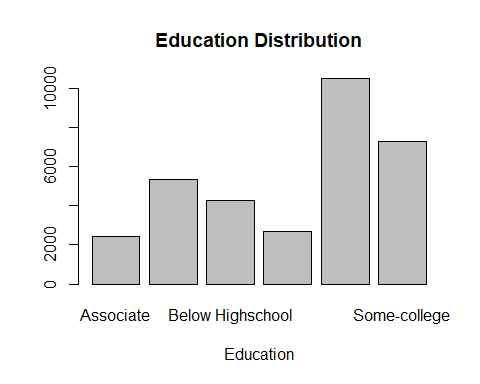 Education Distribution
10000
6000
2000
0
Associate Below Highschool Some-college
Education